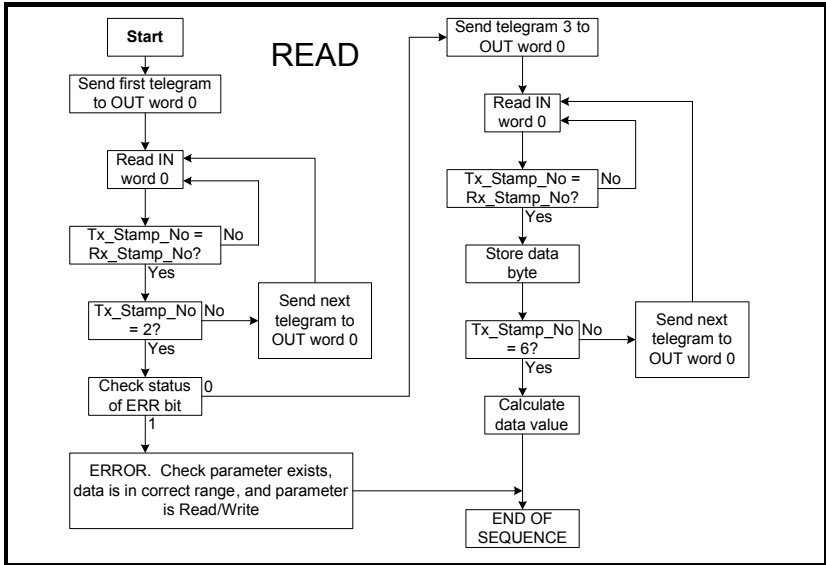 READ
Start
Send first telegram
to OUT word 0
Read IN
word 0
Tx_Stamp_No =
Rx_Stamp_No?
No
Yes
Tx_Stamp_No
= 2?
No
Yes
Send next
telegram to
OUT word 0
Check status
of ERR bit
0
1
ERROR.  Check parameter exists,
data is in correct range, and parameter
is Read/Write
Send telegram 3 to
OUT word 0
Read IN
word 0
Tx_Stamp_No =
Rx_Stamp_No?
No
Yes
Store data
byte
Tx_Stamp_No
= 6?
No
Yes
Send next
telegram to
OUT word 0
Calculate
data value
END OF
SEQUENCE